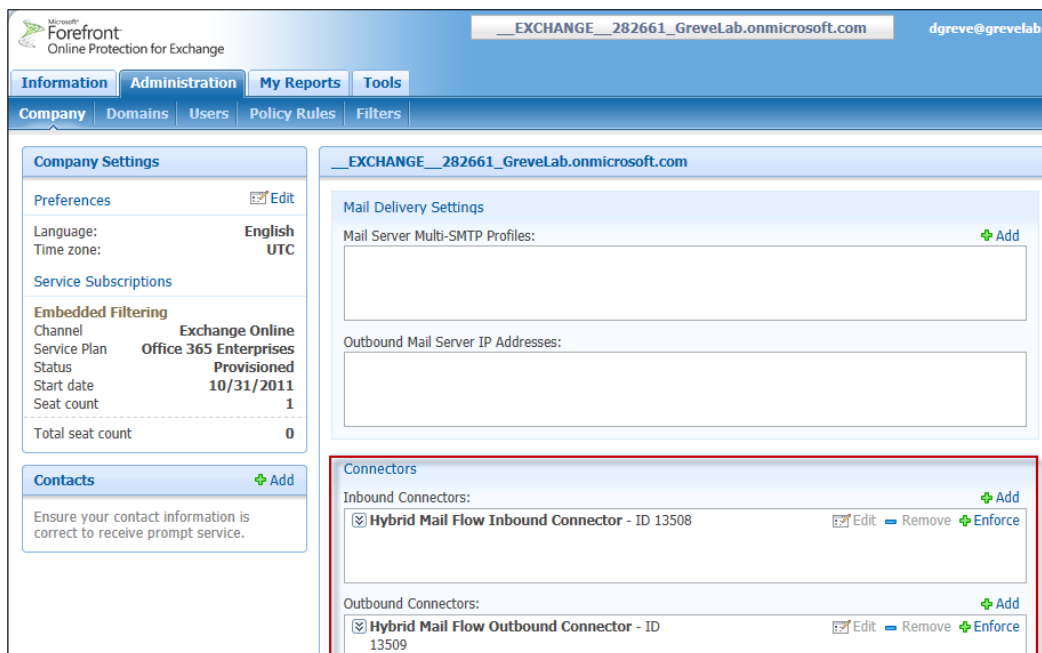 Microsoft®
Forefront
Online Protection for Exchange
__EXCHANGE__282661_GreveLab.onmicrosoft.com
dgreve@grevelab
Information Administration My Reports Tools
Company Domains Users Policy Rules Filters
Company Settings
Preferences Edit
Language: English
Time zone: UTC
Service Subscriptions
Embedded Filtering
Channel Exchange Online
Service Plan Office 365 Enterprises
Status Provisioned
Start date 10/31/2011
Seat count 1
Total seat count 0
Contacts Add
Ensure your contact information is
correct to receive prompt service.
__EXCHANGE__282661_GreveLab.onmicrosoft.com
Mail Delivery Settings
Mail Server Multi-SMTP Profiles: Add
Outbound Mail Server IP Addresses:
Connectors
Inbound Connectors: Add
Hybrid Mail Flow Inbound Connector - ID 13508 Edit Remove Enforce
Outbound Connectors: Add
Hybrid Mail Flow Outbound Connector - ID Edit Remove Enforce
13509